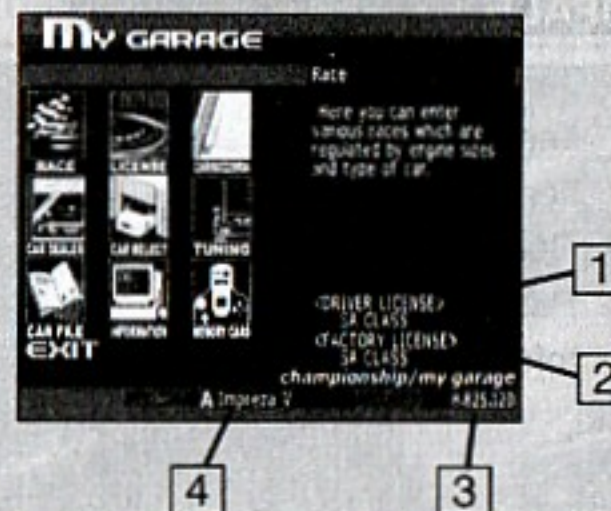 My GARAGE
Race
Here you can enter
various races which are
regulated by engine sizes
and type of car.
RACE
LICENSE
CAR DEALER
CAR SELECT
TUNING
CAR FILE
INFORMATION
MEMORY CARD
EXIT
<DRIVER LICENSE>
SA CLASS
<FACTORY LICENSE>
SA CLASS
championship/my garage
A Impreza V
1
2
3
4